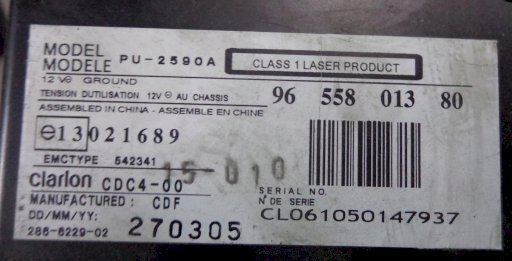 MODEL
MODELE PU-2590A
CLASS 1 LASER PRODUCT
12 V⊖ GROUND
TENSION DUTILISATION 12V ⊖ AU CHASSIS
96 558 013 80
ASSEMBLED IN CHINA - ASSEMBLE EN CHINE
e13 021689
EMCTYPE 542341
15-010
clarion CDC4-00
SERIAL NO.
N° DE SERIE
MANUFACTURED: CDF
CL061050147937
DD/MM/YY:
286-6229-02 270305